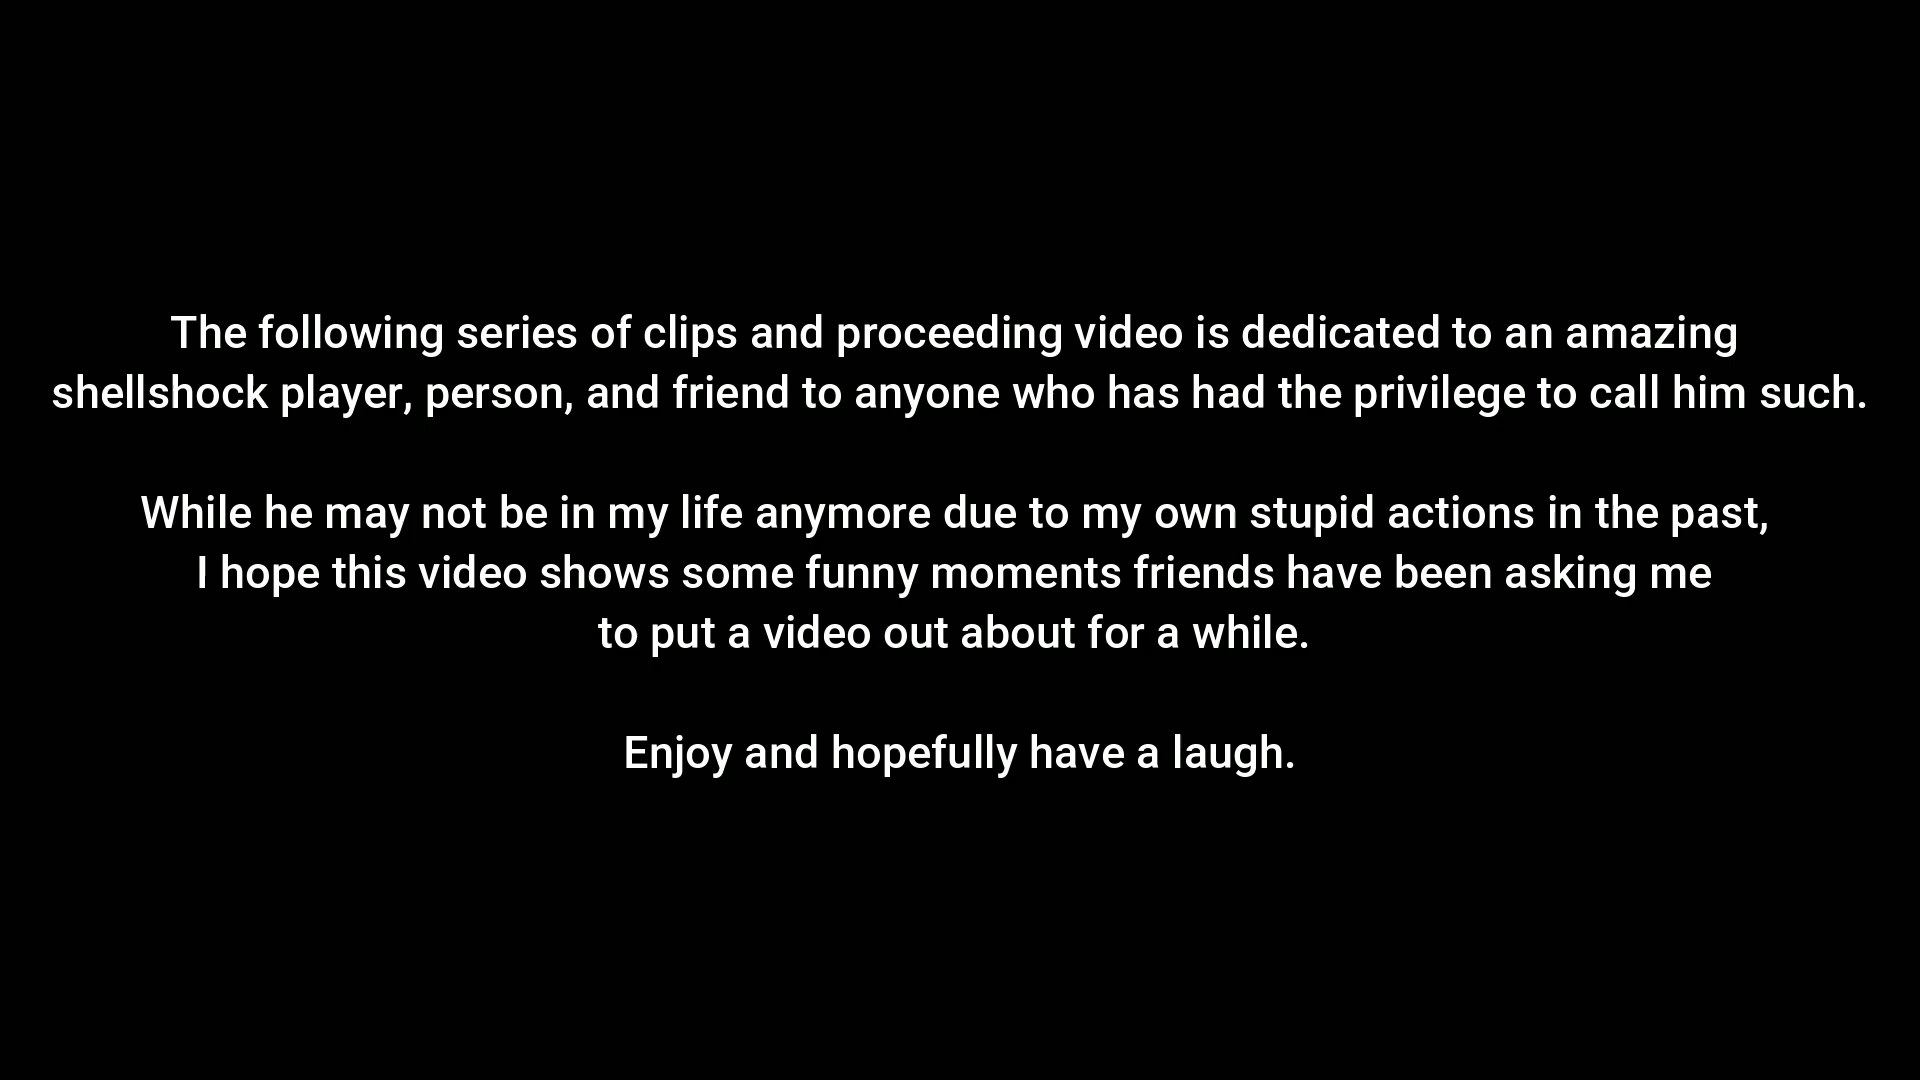 The following series of clips and proceeding video is dedicated to an amazing
shellshock player, person, and friend to anyone who has had the privilege to call him such.
While he may not be in my life anymore due to my own stupid actions in the past,
I hope this video shows some funny moments friends have been asking me
to put a video out about for a while.
Enjoy and hopefully have a laugh.